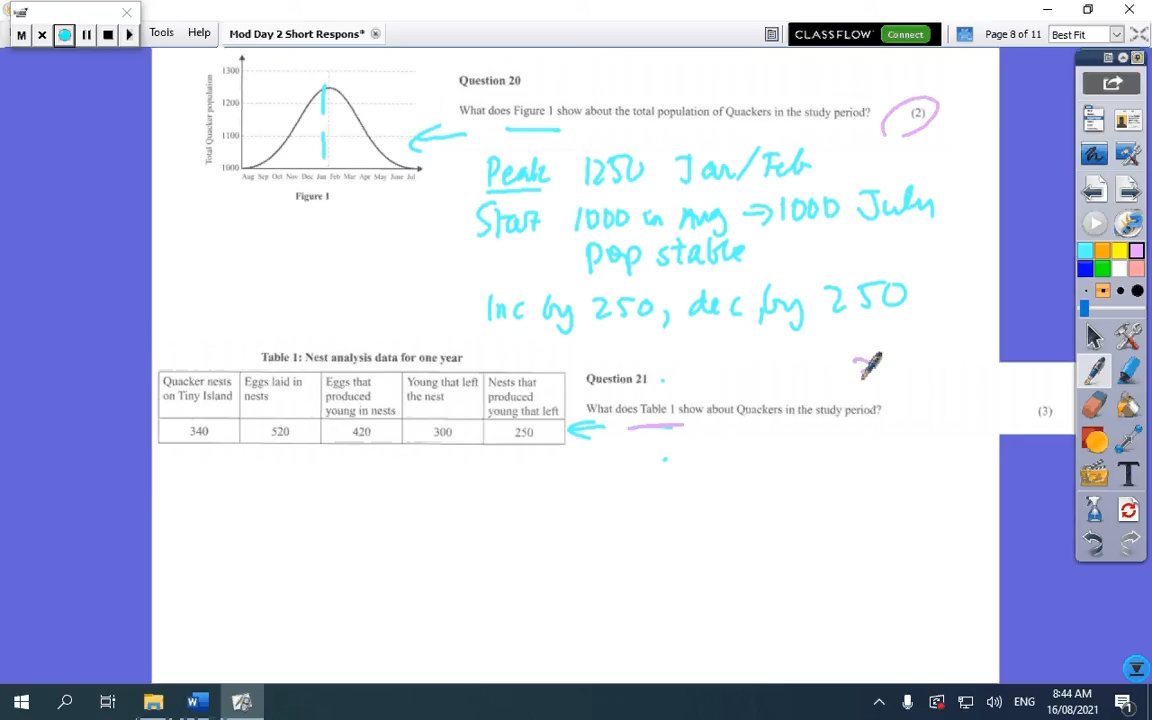 M
Tools
Help
Mod Day 2 Short Respons*
CLASSFLOW Connect
Page 8 of 11
Best Fit
Total Quacker population
1300
1200
1100
1000
Aug Sep Oct Nov Dec Jan Feb Mar Apr May June Jul
Figure 1
Question 20
What does Figure 1 show about the total population of Quackers in the study period?
(2)
Peak 1250 Jan/Feb
Start 1000 in Aug → 1000 July
Pop stable
Inc by 250, dec by 250
Table 1: Nest analysis data for one year
Quacker nests on Tiny Island
Eggs laid in nests
Eggs that produced young in nests
Young that left the nest
Nests that produced young that left
340 520 420 300 250
Question 21
What does Table 1 show about Quackers in the study period?
(3)
T
W
ENG
8:44 AM
16/08/2021
1